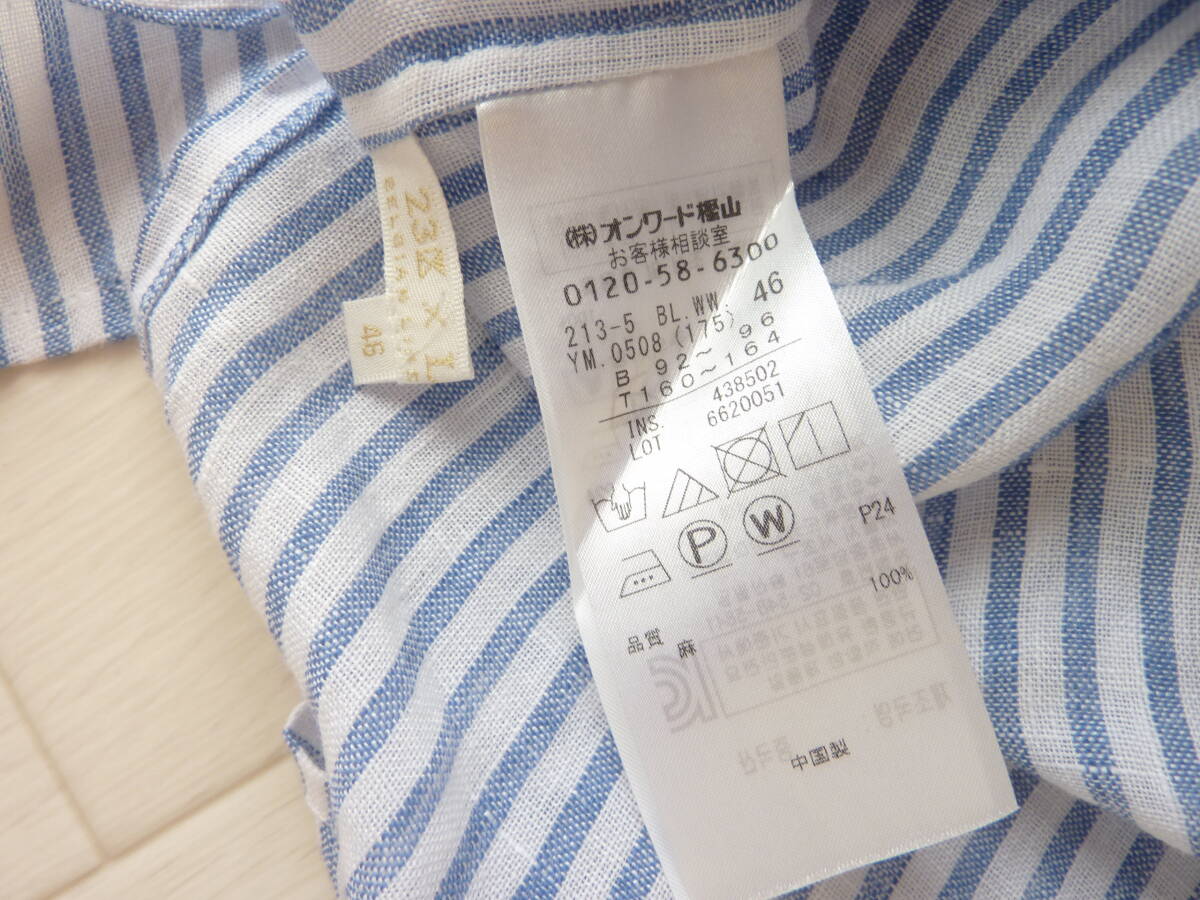 (株)オンワード樫山
お客様相談室
0120-58-6300
213-5 BL.WW. 46
YM.0508 (175)
B 92~ 96
T160~164
INS. 438502
LOT 6620051
P W
P24
100%
品質 麻
中国製
23区
46